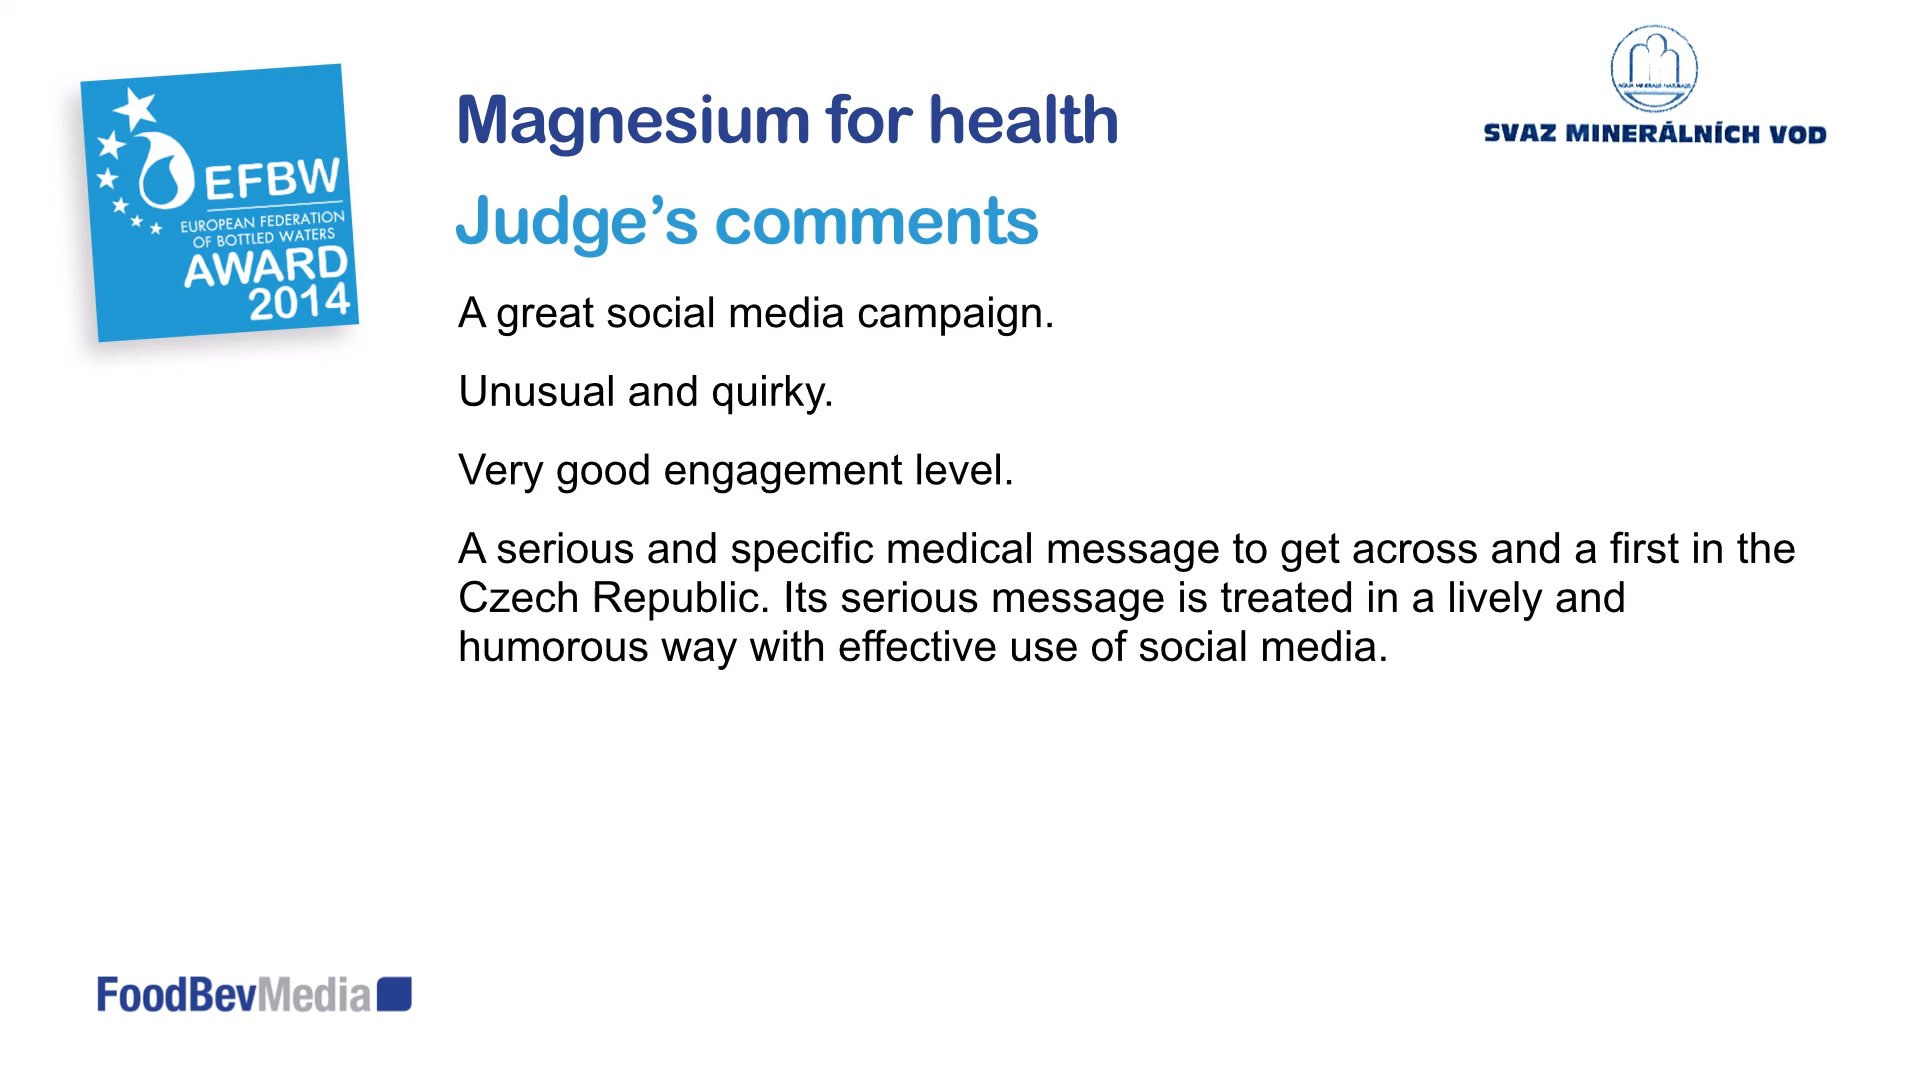 EFBW
EUROPEAN FEDERATION
OF BOTTLED WATERS
AWARD
2014
Magnesium for health
AQUA MINERALIS NATURALIS
SVAZ MINERÁLNÍCH VOD
Judge’s comments
A great social media campaign.
Unusual and quirky.
Very good engagement level.
A serious and specific medical message to get across and a first in the
Czech Republic. Its serious message is treated in a lively and
humorous way with effective use of social media.
FoodBevMedia